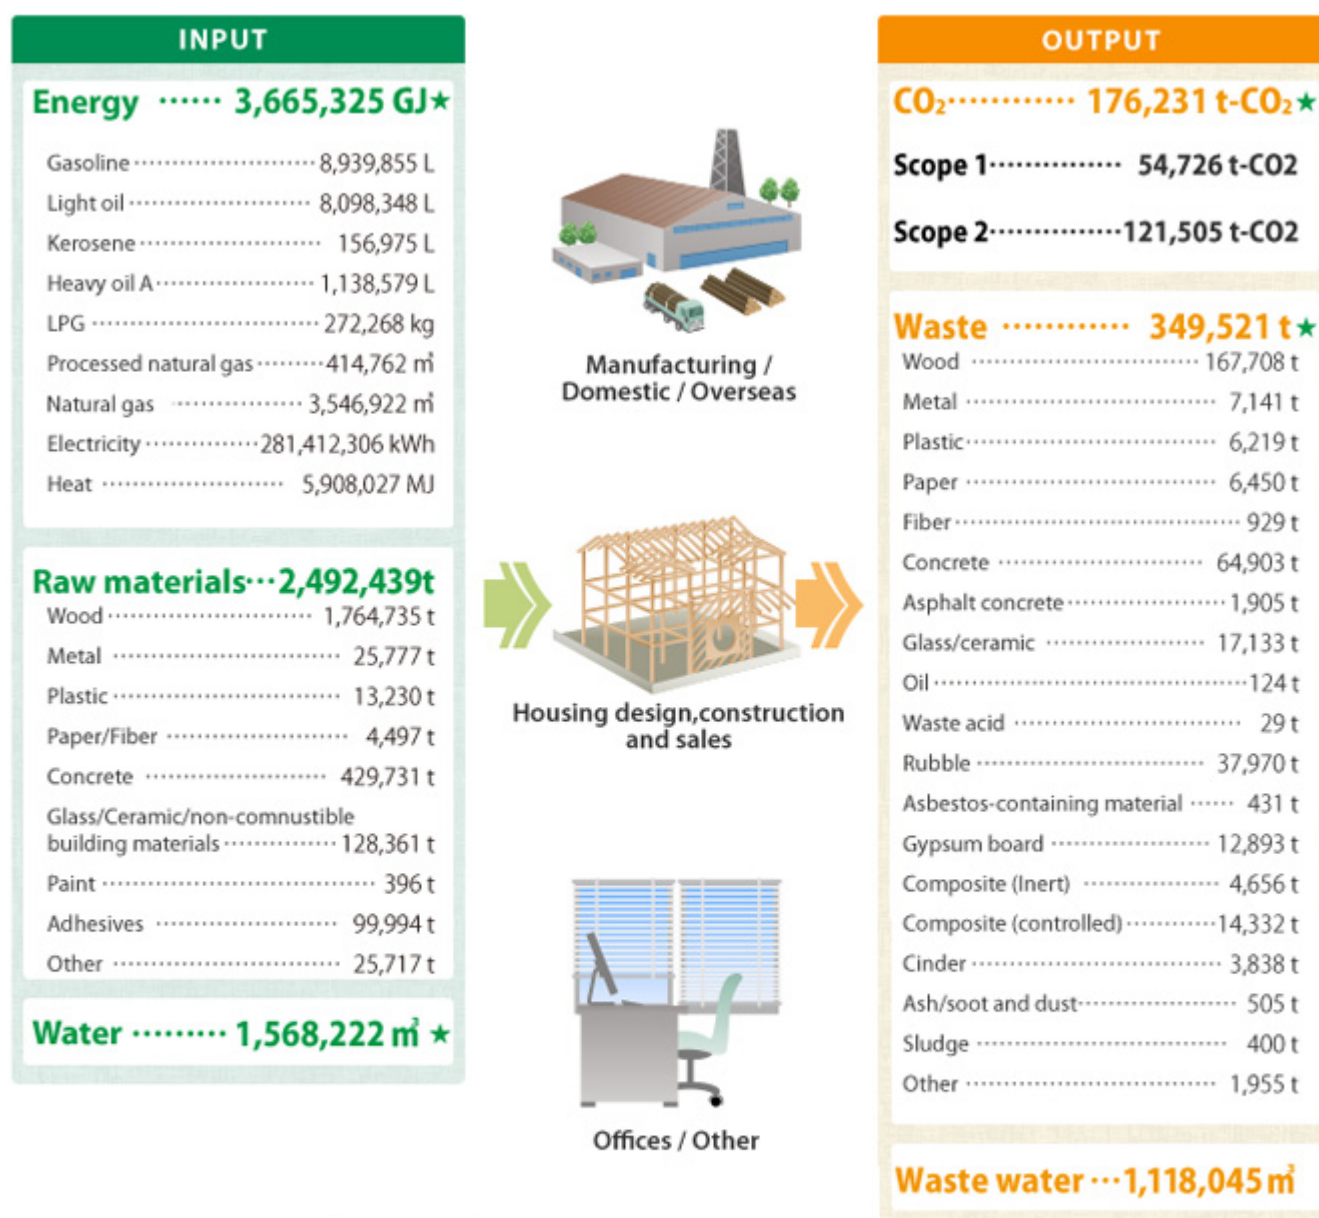 INPUT
Energy ······ 3,665,325 GJ★
Gasoline ······················· 8,939,855 L
Light oil ······················· 8,098,348 L
Kerosene ······················· 156,975 L
Heavy oil A ····················· 1,138,579 L
LPG ····························· 272,268 kg
Processed natural gas ········· 414,762 ㎥
Natural gas ················· 3,546,922 ㎥
Electricity ··············· 281,412,306 kWh
Heat ························ 5,908,027 MJ
Raw materials···2,492,439t
Wood ··························· 1,764,735 t
Metal ······························ 25,777 t
Plastic ······························ 13,230 t
Paper/Fiber ····················· 4,497 t
Concrete ························ 429,731 t
Glass/Ceramic/non-comnustible
building materials ··············· 128,361 t
Paint ···································· 396 t
Adhesives ························ 99,994 t
Other ······························ 25,717 t
Water ········· 1,568,222 ㎥ ★
Manufacturing /
Domestic / Overseas
Housing design,construction
and sales
Offices / Other
OUTPUT
CO₂············ 176,231 t-CO₂★
Scope 1··············· 54,726 t-CO2
Scope 2···············121,505 t-CO2
Waste ············ 349,521 t★
Wood ······························ 167,708 t
Metal ································· 7,141 t
Plastic ································· 6,219 t
Paper ································· 6,450 t
Fiber ······································ 929 t
Concrete ··························· 64,903 t
Asphalt concrete ····················· 1,905 t
Glass/ceramic ····················· 17,133 t
Oil ·········································124 t
Waste acid ······························ 29 t
Rubble ······························ 37,970 t
Asbestos-containing material ······ 431 t
Gypsum board ····················· 12,893 t
Composite (Inert) ·················· 4,656 t
Composite (controlled) ············14,332 t
Cinder ································· 3,838 t
Ash/soot and dust····················· 505 t
Sludge ································· 400 t
Other ································· 1,955 t
Waste water ···1,118,045㎥